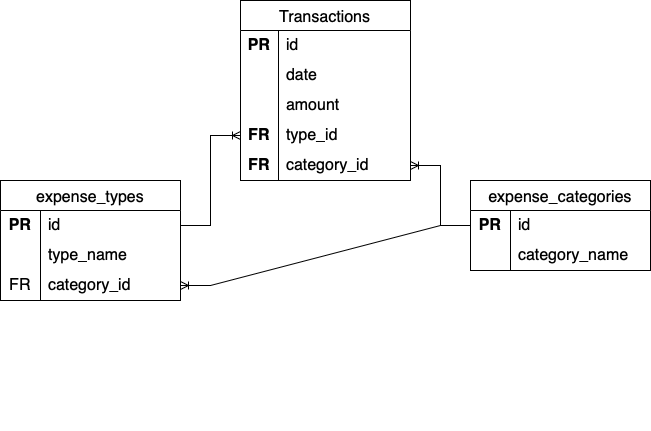 Transactions
PR id
date
amount
FR type_id
FR category_id
expense_types
PR id
type_name
FR category_id
expense_categories
PR id
category_name